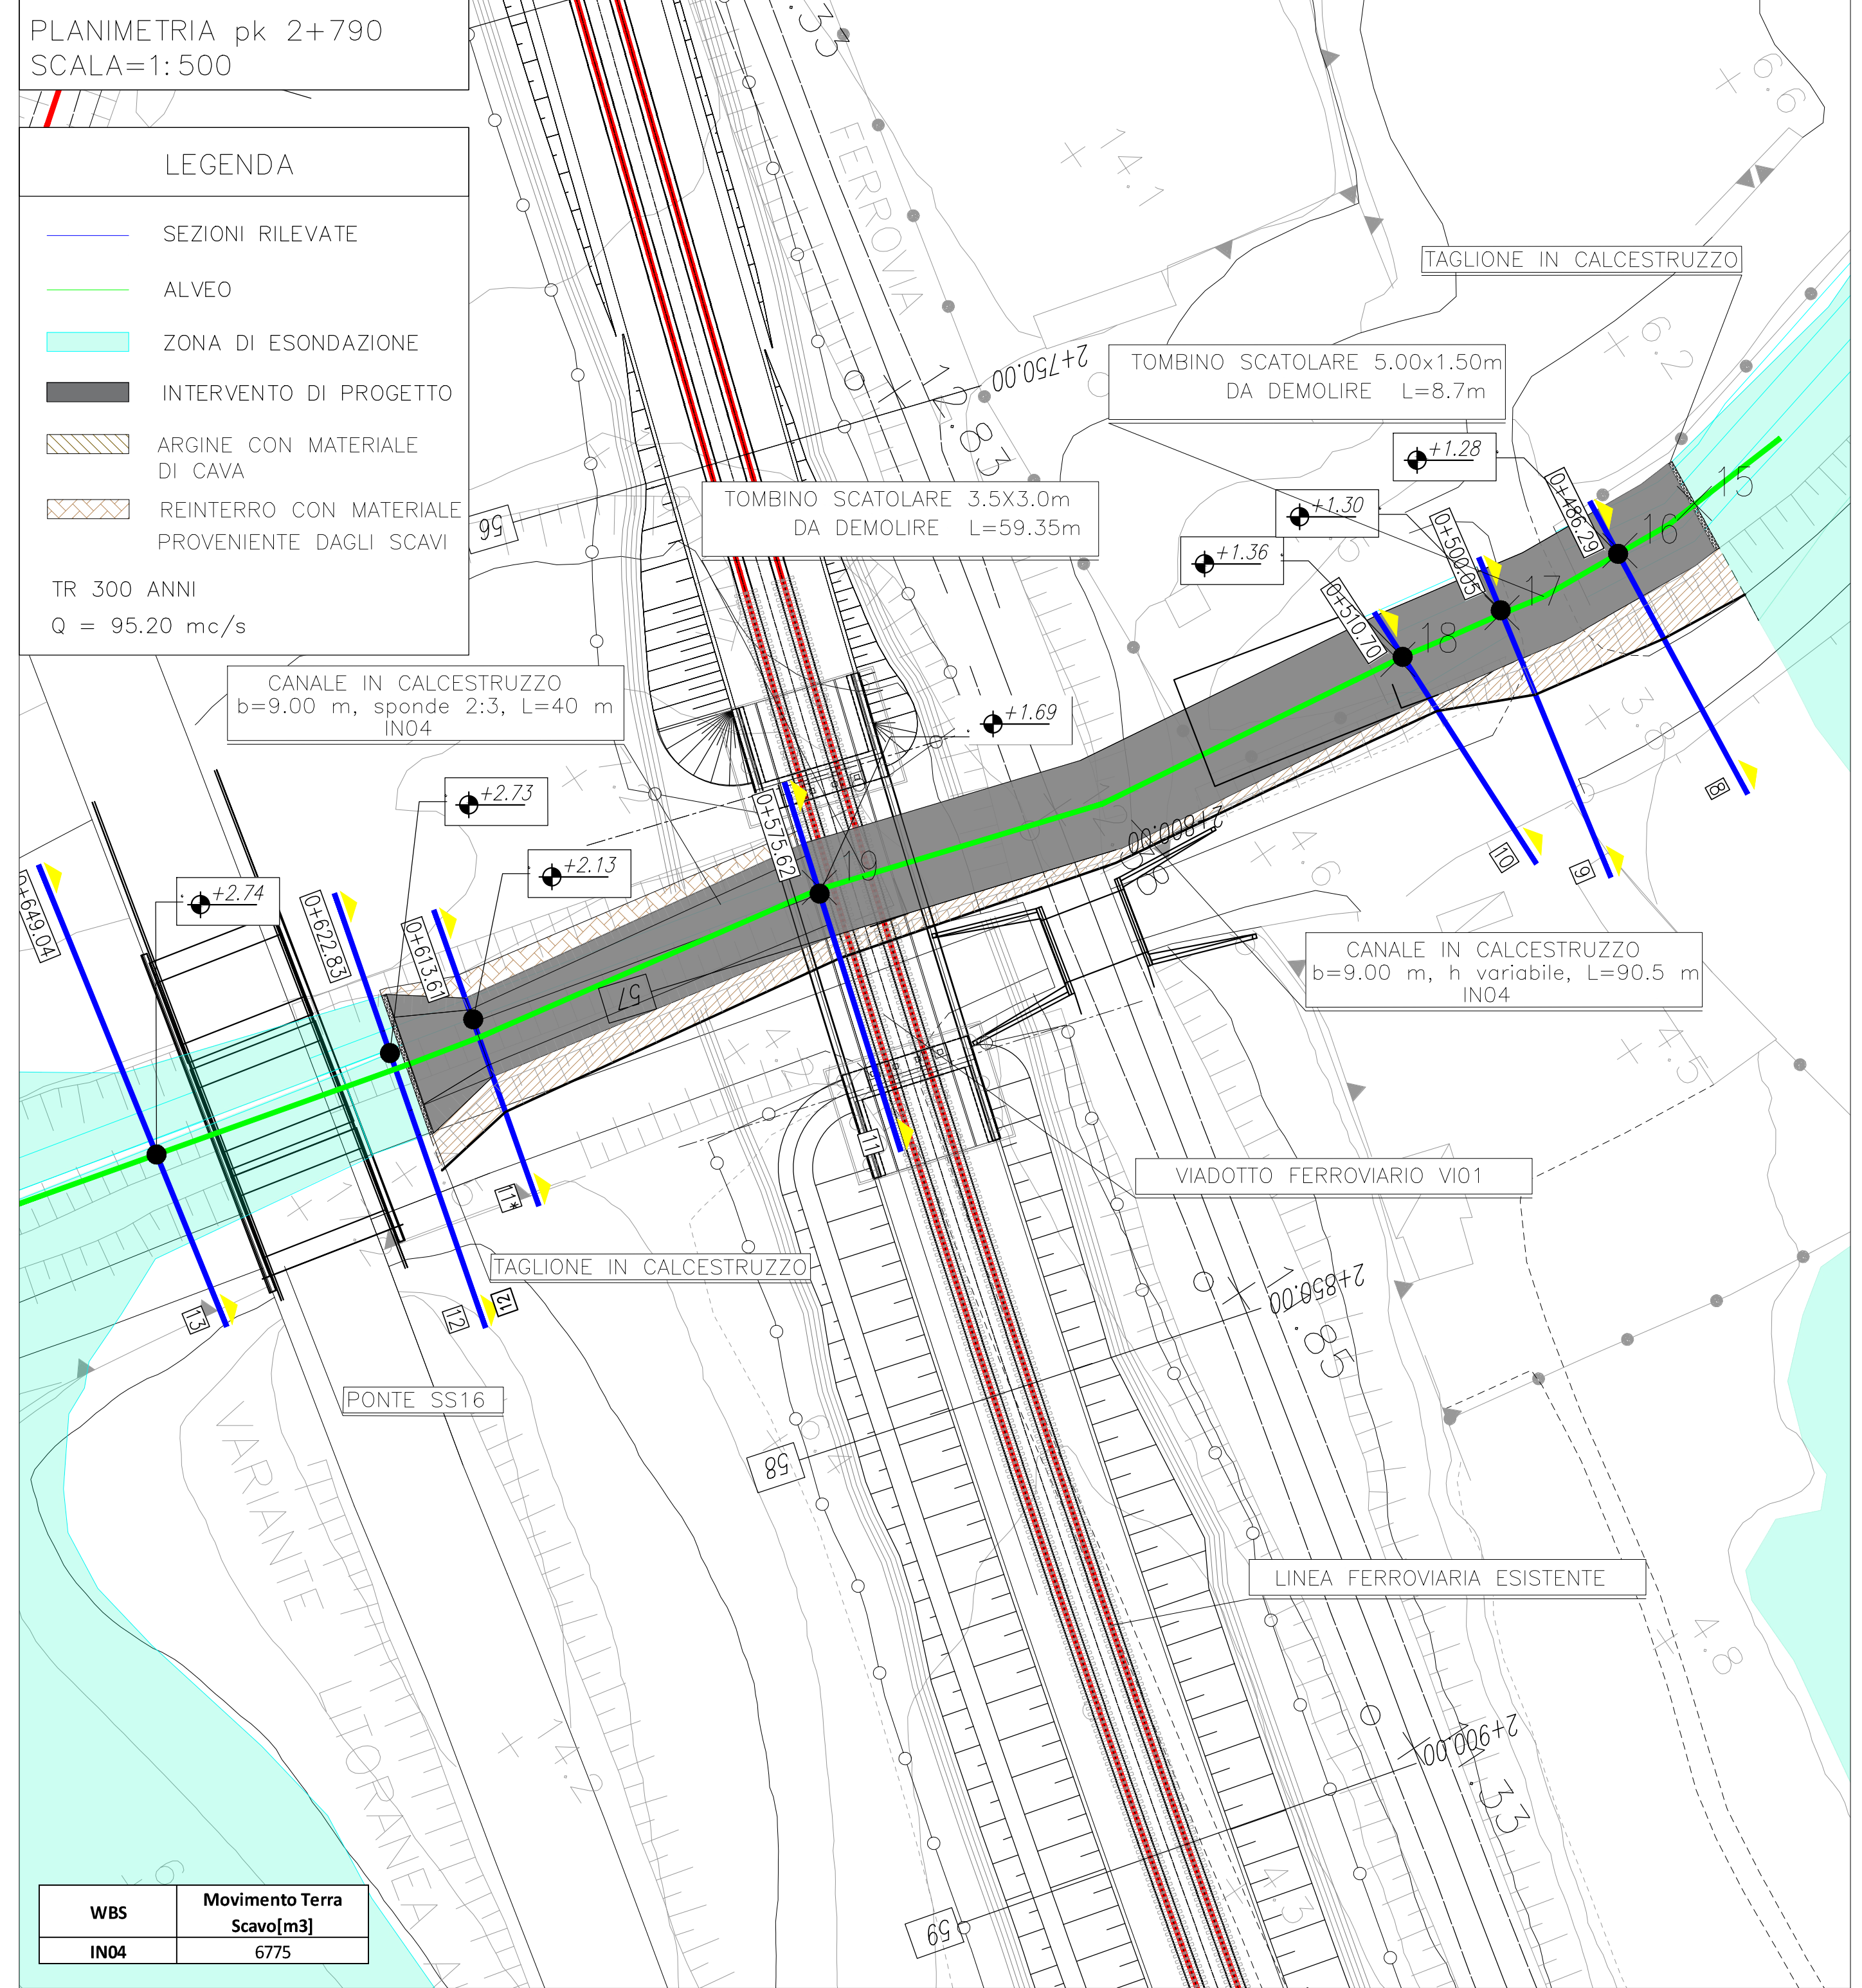 PLANIMETRIA pk 2+790
SCALA=1:500
LEGENDA
SEZIONI RILEVATE
ALVEO
ZONA DI ESONDAZIONE
INTERVENTO DI PROGETTO
ARGINE CON MATERIALE
DI CAVA
REINTERRO CON MATERIALE
PROVENIENTE DAGLI SCAVI
TR 300 ANNI
Q = 95.20 mc/s
FERROVIA
14.1
6.9
6.2
TAGLIONE IN CALCESTRUZZO
TOMBINO SCATOLARE 5.00x1.50m
DA DEMOLIRE L=8.7m
2+750.00
+1.28
+1.30
+1.36
TOMBINO SCATOLARE 3.5X3.0m
DA DEMOLIRE L=59.35m
56
0+486.29
0+500.05
0+510.70
15
16
17
18
CANALE IN CALCESTRUZZO
b=9.00 m, sponde 2:3, L=40 m
IN04
+1.69
+2.73
+2.13
+2.74
0+575.62
19
2+800.00
8
9
10
0+649.04
0+622.83
0+613.61
57
CANALE IN CALCESTRUZZO
b=9.00 m, h variabile, L=90.5 m
IN04
11
VIADOTTO FERROVIARIO VI01
11*
TAGLIONE IN CALCESTRUZZO
12
12
13
PONTE SS16
2+850.00
58
VARIANTE LITORANEA
LINEA FERROVIARIA ESISTENTE
2+900.00
59
WBS
Movimento Terra
Scavo[m3]
IN04
6775